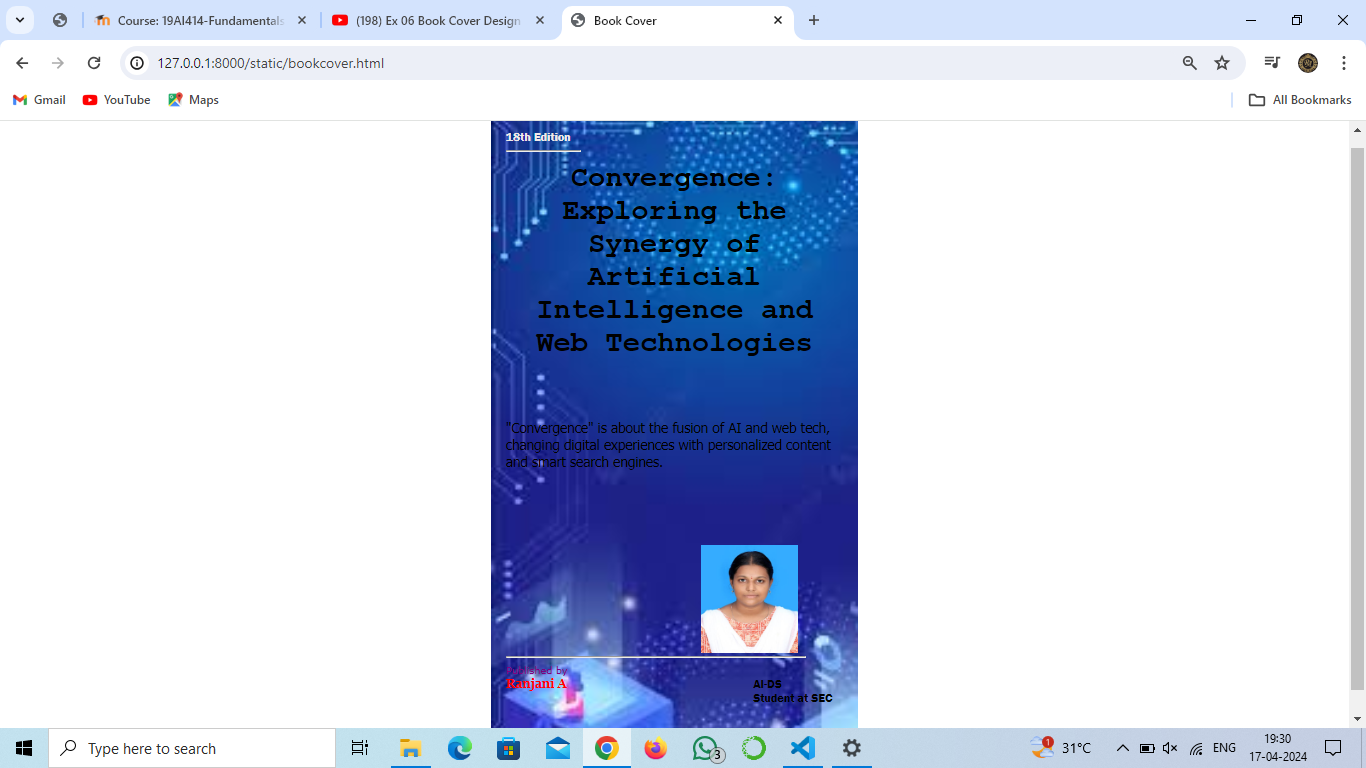 Course: 19AI414-Fundamentals
(198) Ex 06 Book Cover Design
Book Cover
127.0.0.1:8000/static/bookcover.html
Gmail
YouTube
Maps
All Bookmarks
18th Edition
Convergence:
Exploring the
Synergy of
Artificial
Intelligence and
Web Technologies
"Convergence" is about the fusion of AI and web tech,
changing digital experiences with personalized content
and smart search engines.
Published by
Ranjani A
AI-DS
Student at SEC
Type here to search
3
1
31°C
ENG
19:30
17-04-2024